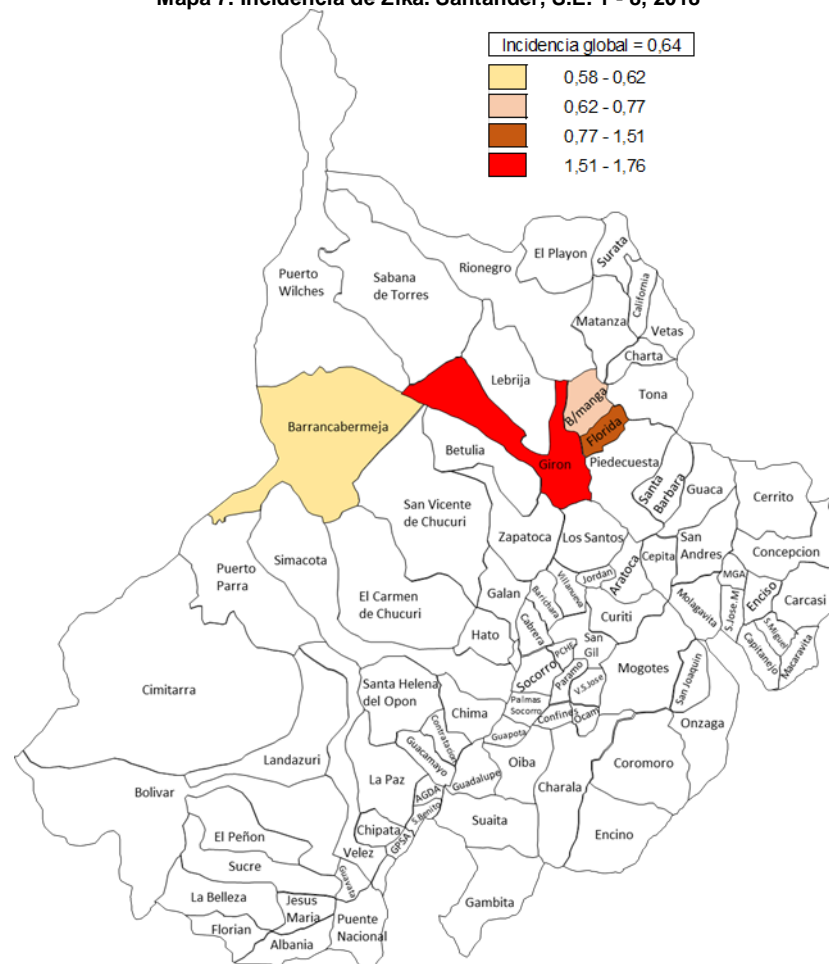 Mapa 7. Incidencia de Zika. Santander, S.E. 1 - 8, 2018
Incidencia global = 0,64
0,58 - 0,62
0,62 - 0,77
0,77 - 1,51
1,51 - 1,76
El Playon
Surata
Rionegro
Puerto
Wilches
Sabana
de Torres
California
Matanza
Vetas
Charta
Lebrija
Tona
B/manga
Barrancabermeja
Florida
Betulia
Giron
Piedecuesta
Santa
Barbara
Guaca
Cerrito
San Vicente
de Chucuri
Zapatoca
Los Santos
San
Andres
Cepita
Concepcion
Simacota
Puerto
Parra
Aratoca
Jordan
Villanueva
MGA
El Carmen
de Chucuri
Galan
Barichara
Molagavita
S.Jose.M
Enciso
Carcasi
Curiti
Cabrera
S.Miguel
Capitanejo
Macaravita
Hato
San
Gil
PCHE
Mogotes
San Joaquin
Socorro
Paramo
V.S.Jose
Cimitarra
Santa Helena
del Opon
Chima
Palmas
Socorro
Confines
Ocam
Onzaga
Contratacion
Guapota
Landazuri
Guacamayo
Oiba
Coromoro
La Paz
Guadalupe
Bolivar
AGDA
Charala
S.Benito
Suaita
Encino
El Peñon
Chipata
GPSA
Velez
Sucre
Guavata
La Belleza
Jesus
Maria
Gambita
Florian
Puente
Nacional
Albania